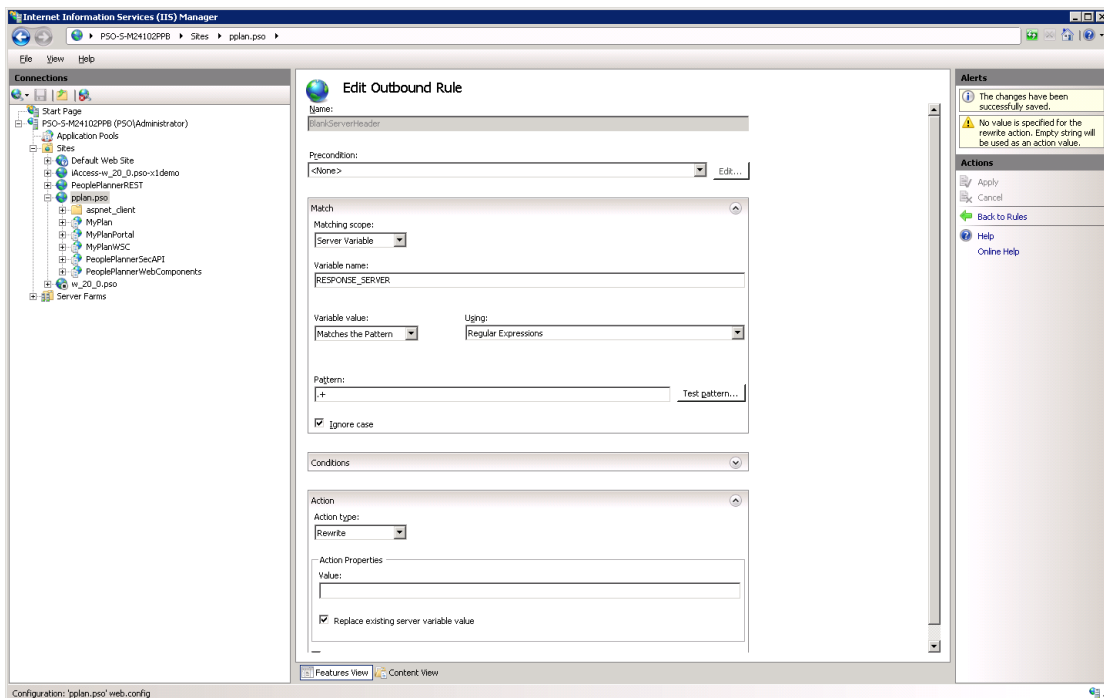 Internet Information Services (IIS) Manager
PSO-S-M24102PPB
Sites
pplan.pso
File View Help
Connections
Start Page
PSO-S-M24102PPB (PSO\Administrator)
Application Pools
Sites
Default Web Site
iAccess-w_20_0.pso-x1demo
PeoplePlannerREST
pplan.pso
aspnet_client
MyPlan
MyPlanPortal
MyPlanWSC
PeoplePlannerSecAPI
PeoplePlannerWebComponents
w_20_0.pso
Server Farms
Edit Outbound Rule
Name:
BlankServerHeader
Precondition:
<None>
Edit...
Match
Matching scope:
Server Variable
Variable name:
RESPONSE_SERVER
Variable value: Using:
Matches the Pattern Regular Expressions
Pattern:
.+
Test pattern...
Ignore case
Conditions
Action
Action type:
Rewrite
Action Properties
Value:
Replace existing server variable value
Features View Content View
Alerts
The changes have been
successfully saved.
No value is specified for the
rewrite action. Empty string will
be used as an action value.
Actions
Apply
Cancel
Back to Rules
Help
Online Help
Configuration: 'pplan.pso' web.config